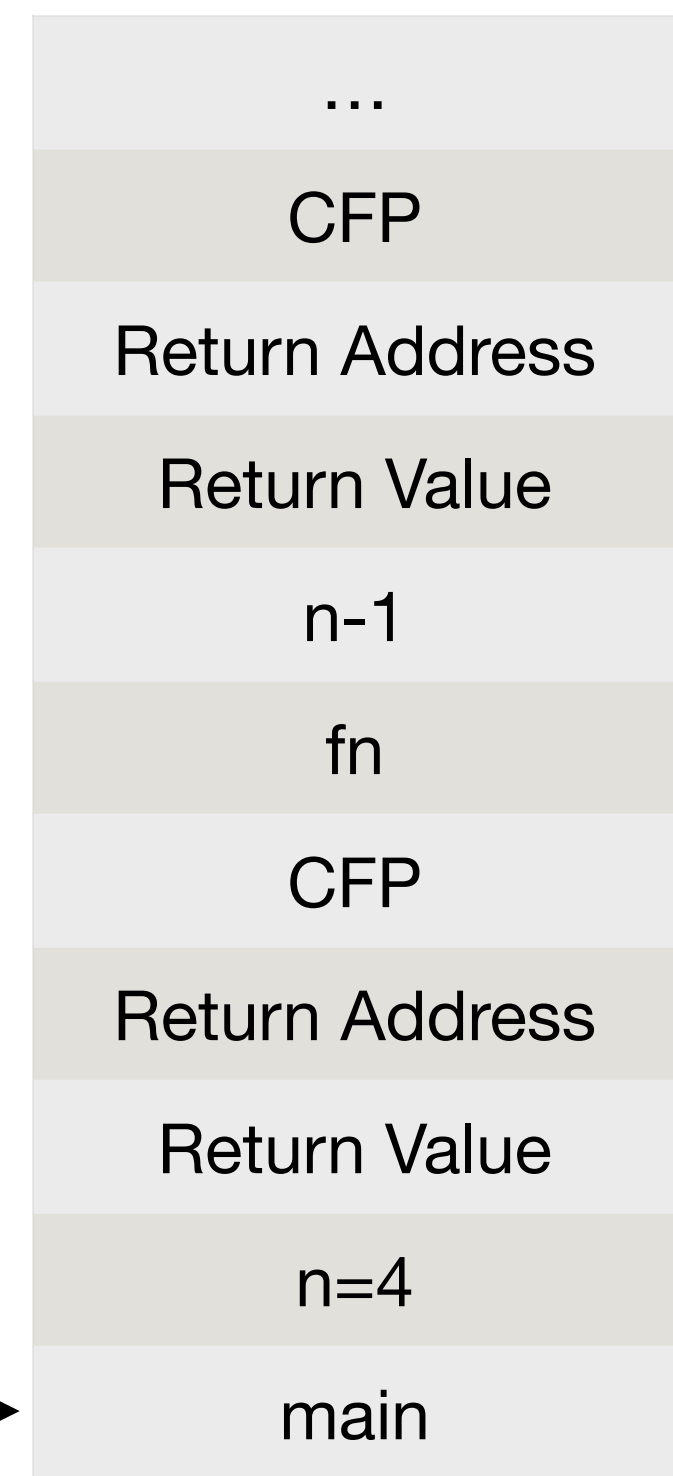 ...
CFP
Return Address
Return Value
n-1
fn
CFP
Return Address
Return Value
n=4
main